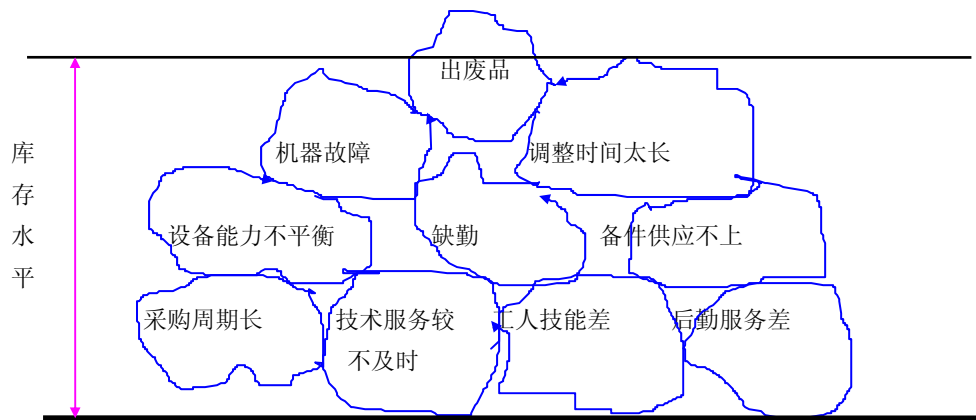 出废品
机器故障
调整时间太长
库
存
水
平
设备能力不平衡
缺勤
备件供应不上
采购周期长
技术服务较
不及时
工人技能差
后勤服务差